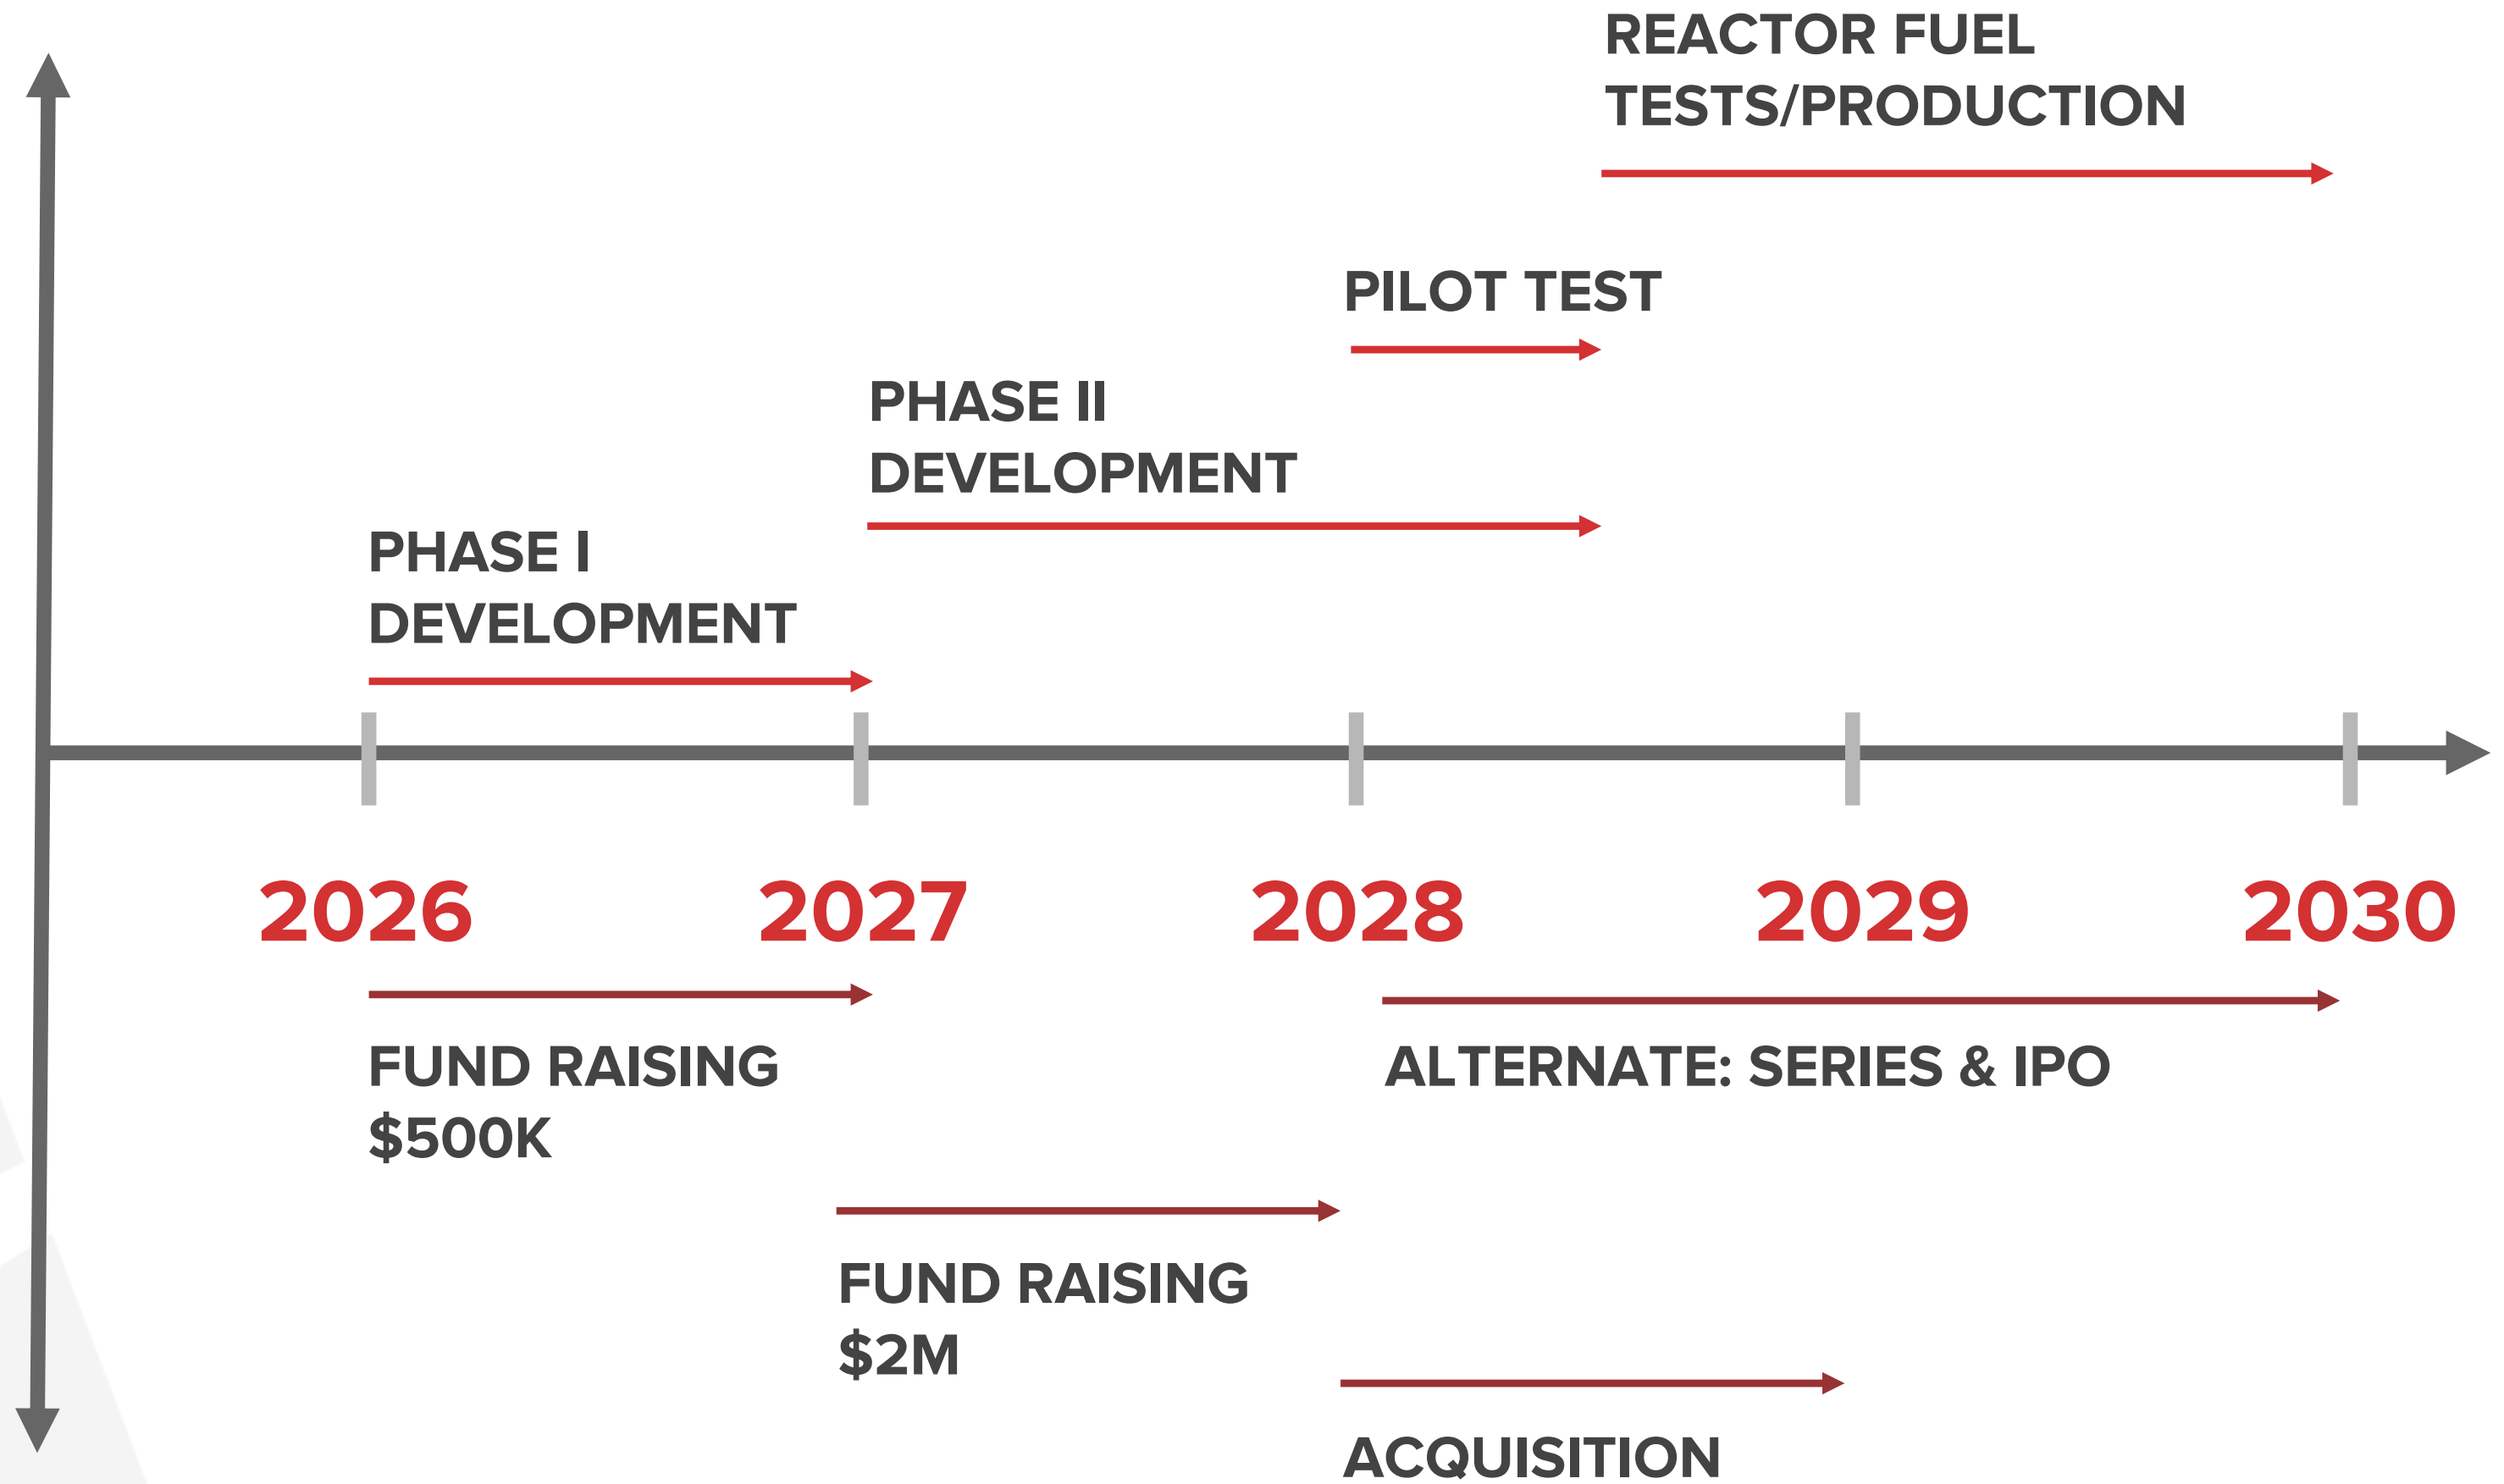 REACTOR FUEL
TESTS/PRODUCTION
PILOT TEST
PHASE II
DEVELOPMENT
PHASE I
DEVELOPMENT
2026
2027
2028
2029
2030
FUND RAISING
$500K
ALTERNATE: SERIES & IPO
FUND RAISING
$2M
ACQUISITION